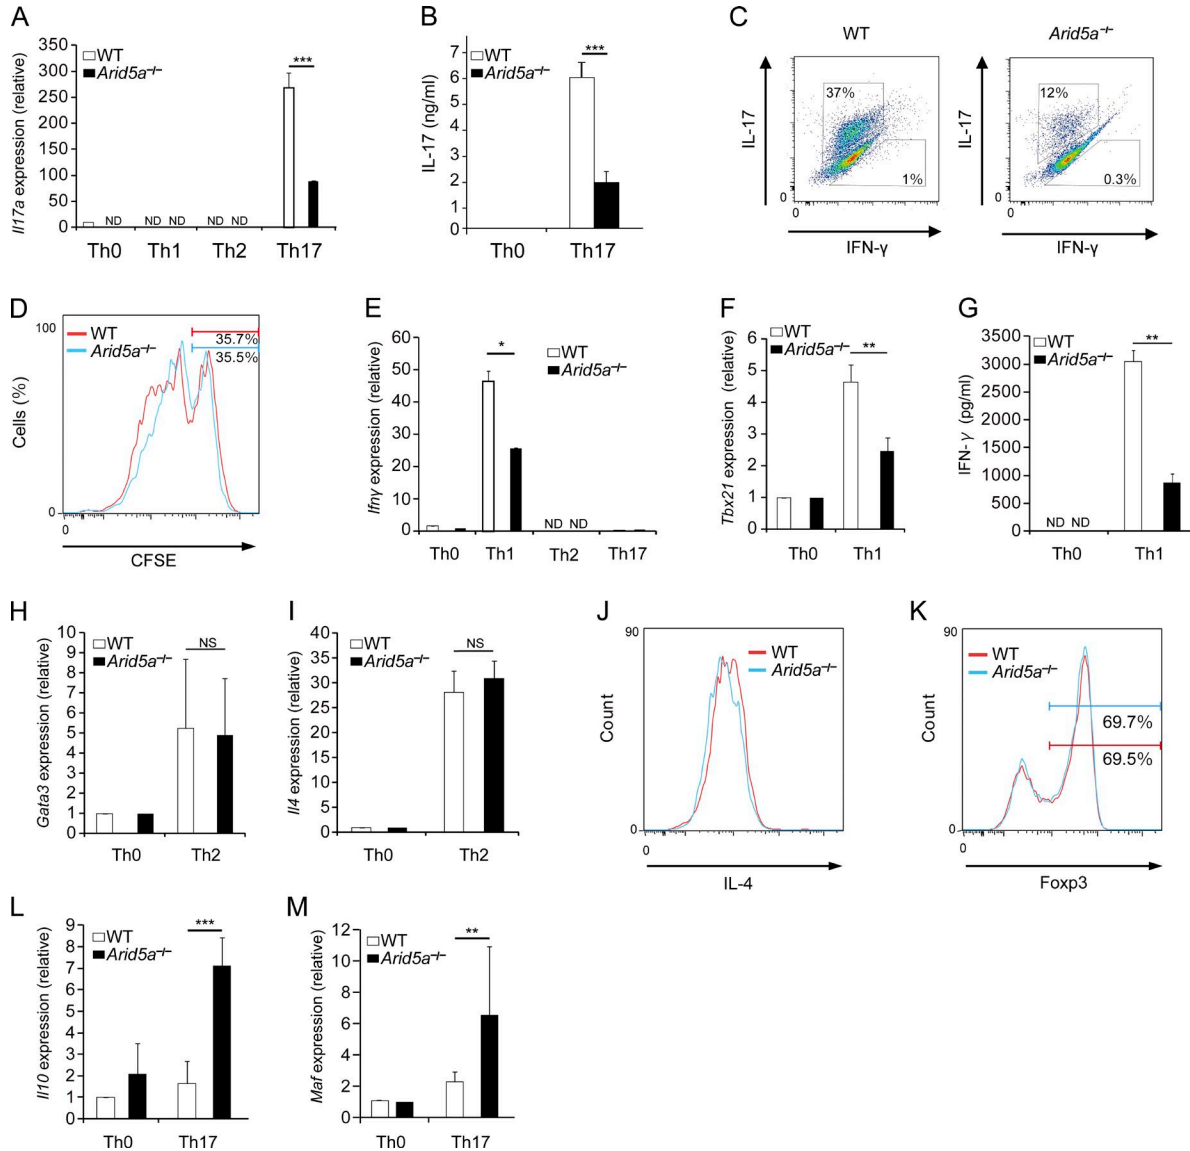 A
Il17a expression (relative)
350
300
250
200
150
100
50
0
WT
Arid5a–/–
***
ND
ND ND
ND ND
Th0 Th1 Th2 Th17
B
IL-17 (ng/ml)
7
6
5
4
3
2
1
0
WT
Arid5a–/–
***
Th0 Th17
C
WT
Arid5a–/–
IL-17
37%
1%
0
0
IFN-γ
IL-17
12%
0.3%
0
0
IFN-γ
D
Cells (%)
100
0
WT
Arid5a–/–
35.7%
35.5%
0
CFSE
E
Ifnγ expression (relative)
60
50
40
30
20
10
0
WT
Arid5a–/–
*
ND ND
Th0 Th1 Th2 Th17
F
Tbx21 expression (relative)
6
5
4
3
2
1
0
WT
Arid5a–/–
**
Th0 Th1
G
IFN-γ (pg/ml)
3500
3000
2500
2000
1500
1000
500
0
WT
Arid5a–/–
**
ND ND
Th0 Th1
H
Gata3 expression (relative)
10
9
8
7
6
5
4
3
2
1
0
WT
Arid5a–/–
NS
Th0 Th2
I
Il4 expression (relative)
40
35
30
25
20
15
10
5
0
WT
Arid5a–/–
NS
Th0 Th2
J
Count
90
0
WT
Arid5a–/–
0
IL-4
K
Count
90
0
WT
Arid5a–/–
69.7%
69.5%
0
Foxp3
L
Il10 expression (relative)
9
8
7
6
5
4
3
2
1
0
WT
Arid5a–/–
***
Th0 Th17
M
Maf expression (relative)
12
10
8
6
4
2
0
WT
Arid5a–/–
**
Th0 Th17